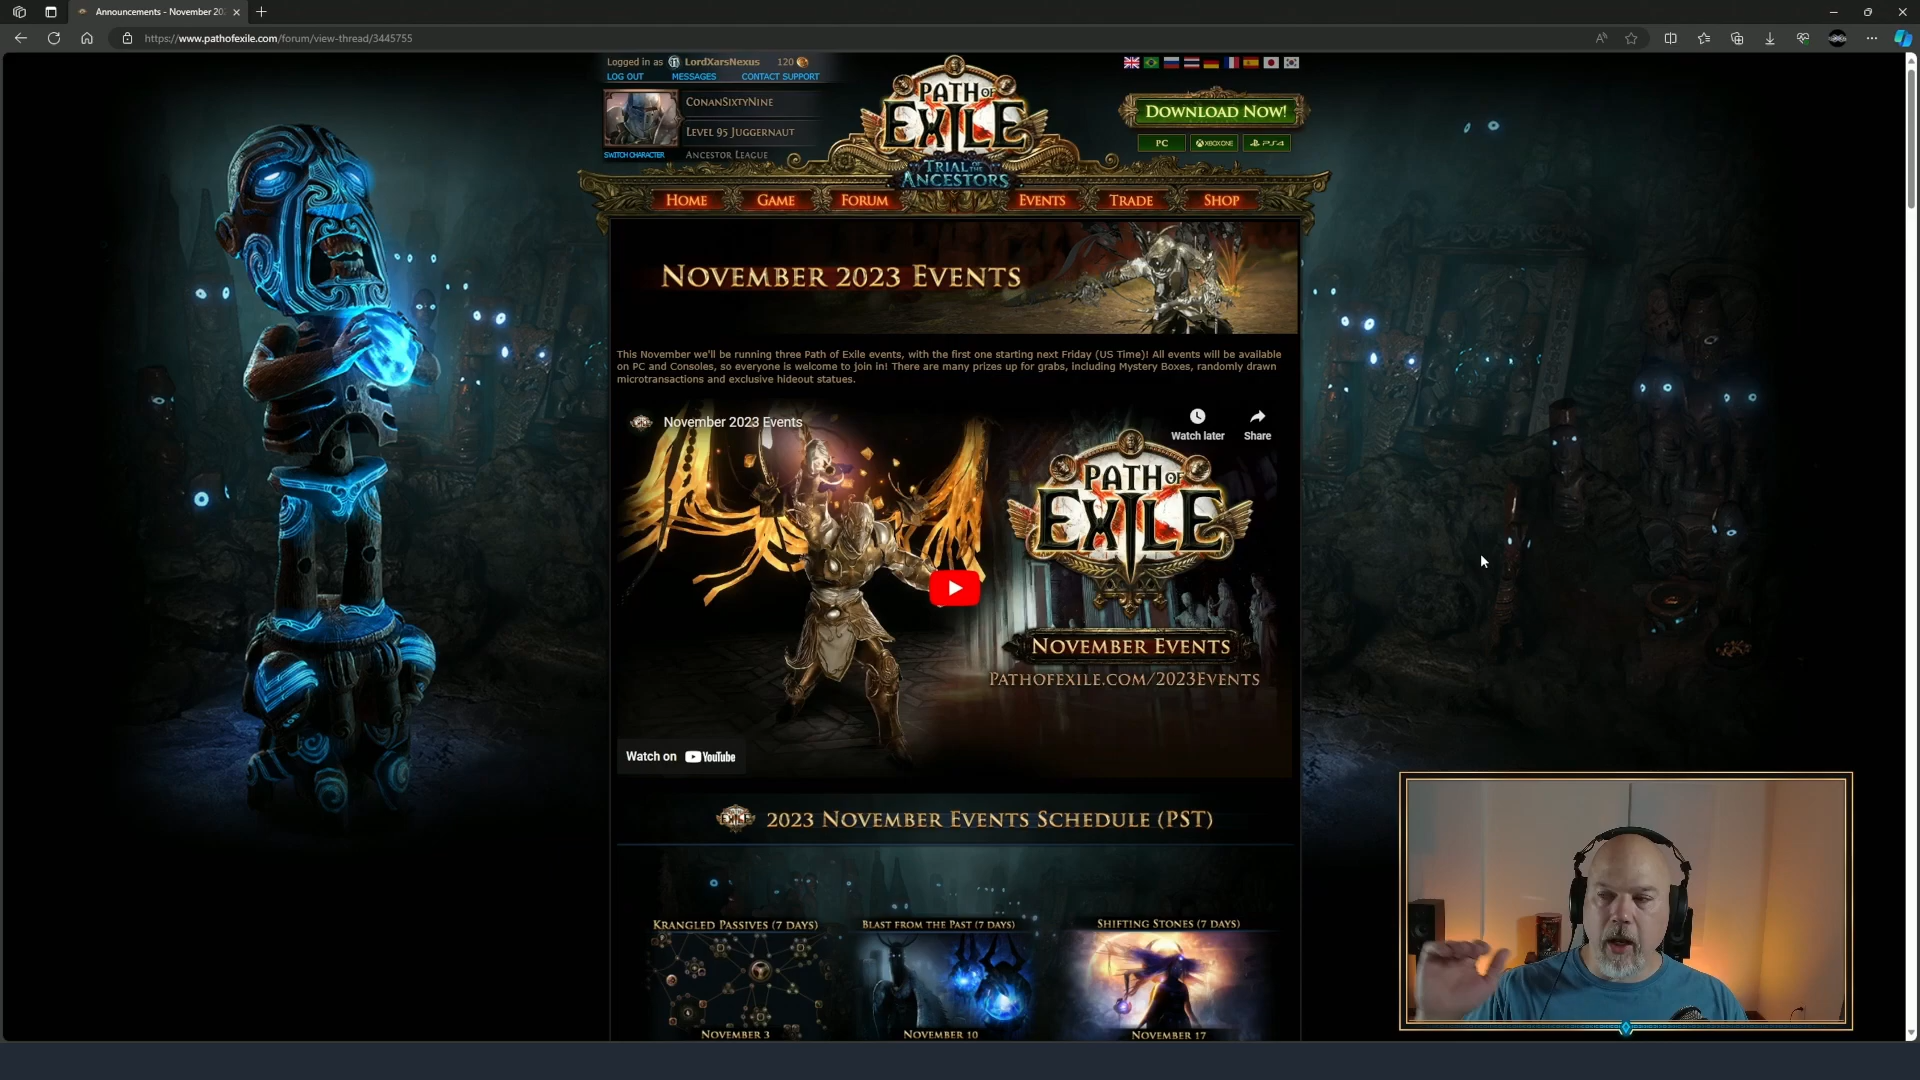 Announcements - November 202
https://www.pathofexile.com/forum/view-thread/3445755
Logged in as LordXarsNexus 120
LOG OUT MESSAGES CONTACT SUPPORT
ConanSixtyNine
Level 95 Juggernaut
SWITCH CHARACTER Ancestor League
PATH OF EXILE
TRIAL OF THE ANCESTORS
DOWNLOAD NOW!
PC XBOXONE PS4
HOME GAME FORUM EVENTS TRADE SHOP
NOVEMBER 2023 EVENTS
This November we'll be running three Path of Exile events, with the first one starting next Friday (US Time)! All events will be available
on PC and Consoles, so everyone is welcome to join in! There are many prizes up for grabs, including Mystery Boxes, randomly drawn
microtransactions and exclusive hideout statues.
November 2023 Events
Watch later Share
PATH OF EXILE
NOVEMBER EVENTS
PATHOFEXILE.COM/2023EVENTS
Watch on YouTube
2023 NOVEMBER EVENTS SCHEDULE (PST)
KRANGLED PASSIVES (7 DAYS) BLAST FROM THE PAST (7 DAYS) SHIFTING STONES (7 DAYS)
NOVEMBER 3 NOVEMBER 10 NOVEMBER 17